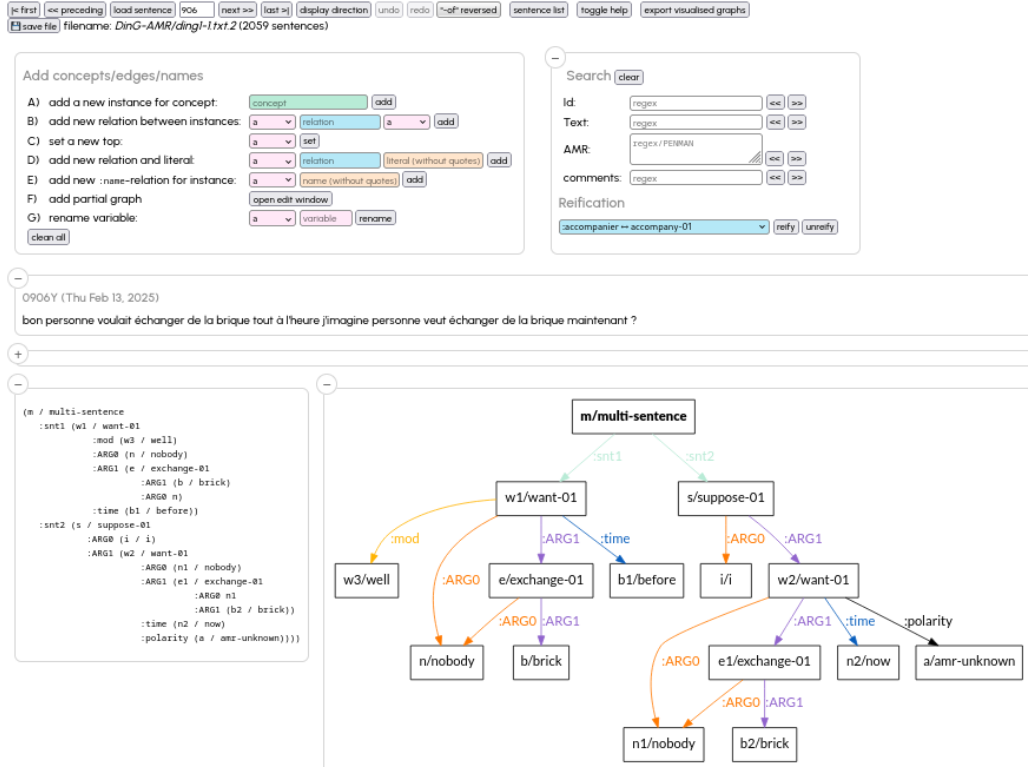 |< first << preceding load sentence 906 next >> last >| display direction undo redo "-of" reversed sentence list toggle help export visualised graphs
save file filename: DinG-AMR/ding1-1.txt.2 (2059 sentences)
Add concepts/edges/names
A) add a new instance for concept: concept add
B) add new relation between instances: a relation a add
C) set a new top: a set
D) add new relation and literal: a relation literal (without quotes) add
E) add new :name-relation for instance: a name (without quotes) add
F) add partial graph open edit window
G) rename variable: a variable rename
clean all
Search clear
Id: regex << >>
Text: regex << >>
AMR: regex/PENMAN << >>
comments: regex << >>
Reification
:accompanier ↔ accompany-01 reify unreify
0906Y (Thu Feb 13, 2025)
bon personne voulait échanger de la brique tout à l'heure j'imagine personne veut échanger de la brique maintenant ?
(m / multi-sentence
:snt1 (w1 / want-01
:mod (w3 / well)
:ARG0 (n / nobody)
:ARG1 (e / exchange-01
:ARG1 (b / brick)
:ARG0 n)
:time (b1 / before))
:snt2 (s / suppose-01
:ARG0 (i / i)
:ARG1 (w2 / want-01
:ARG0 (n1 / nobody)
:ARG1 (e1 / exchange-01
:ARG0 n1
:ARG1 (b2 / brick))
:time (n2 / now)
:polarity (a / amr-unknown))))
m/multi-sentence
:snt1 :snt2
w1/want-01 s/suppose-01
:mod :ARG1 :time :ARG0 :ARG1
w3/well :ARG0 e/exchange-01 b1/before i/i w2/want-01
:ARG0 :ARG1 :ARG1 :time :polarity
n/nobody b/brick :ARG0 e1/exchange-01 n2/now a/amr-unknown
:ARG0 :ARG1
n1/nobody b2/brick